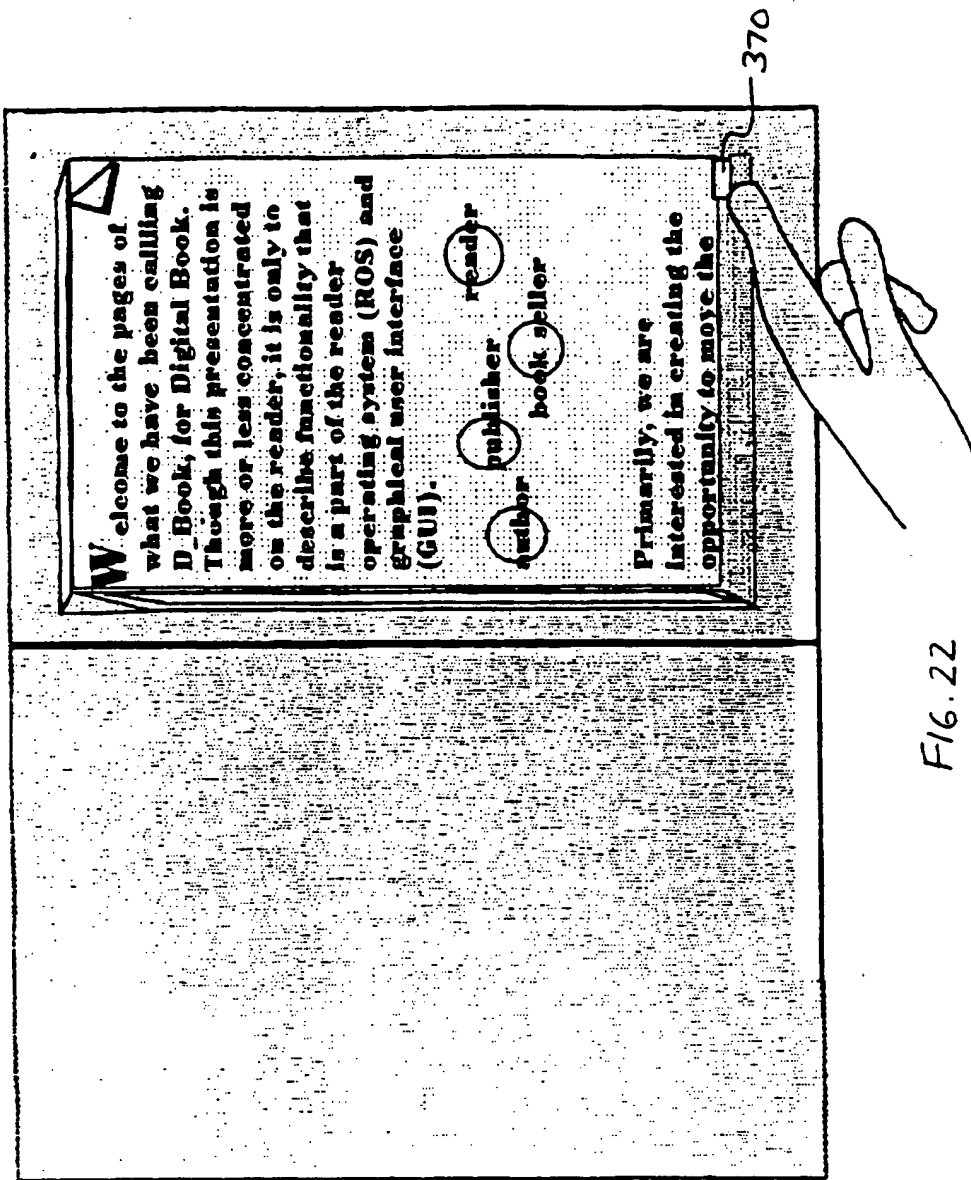 Welcome to the pages of
what we have been callling
D_Book, for Digital Book.
Though this presentation is
more or less concentrated
on the reader, it is only to
describe functionality that
is a part of the reader
operating system (ROS) and
graphical user interface
(GUI).
author publisher reader
book seller
Primarily, we are
interested in creating the
opportunity to move the
370
FIG. 22